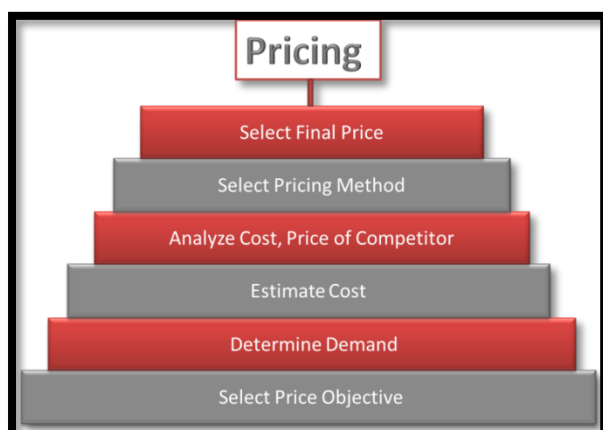 Pricing
Select Final Price
Select Pricing Method
Analyze Cost, Price of Competitor
Estimate Cost
Determine Demand
Select Price Objective